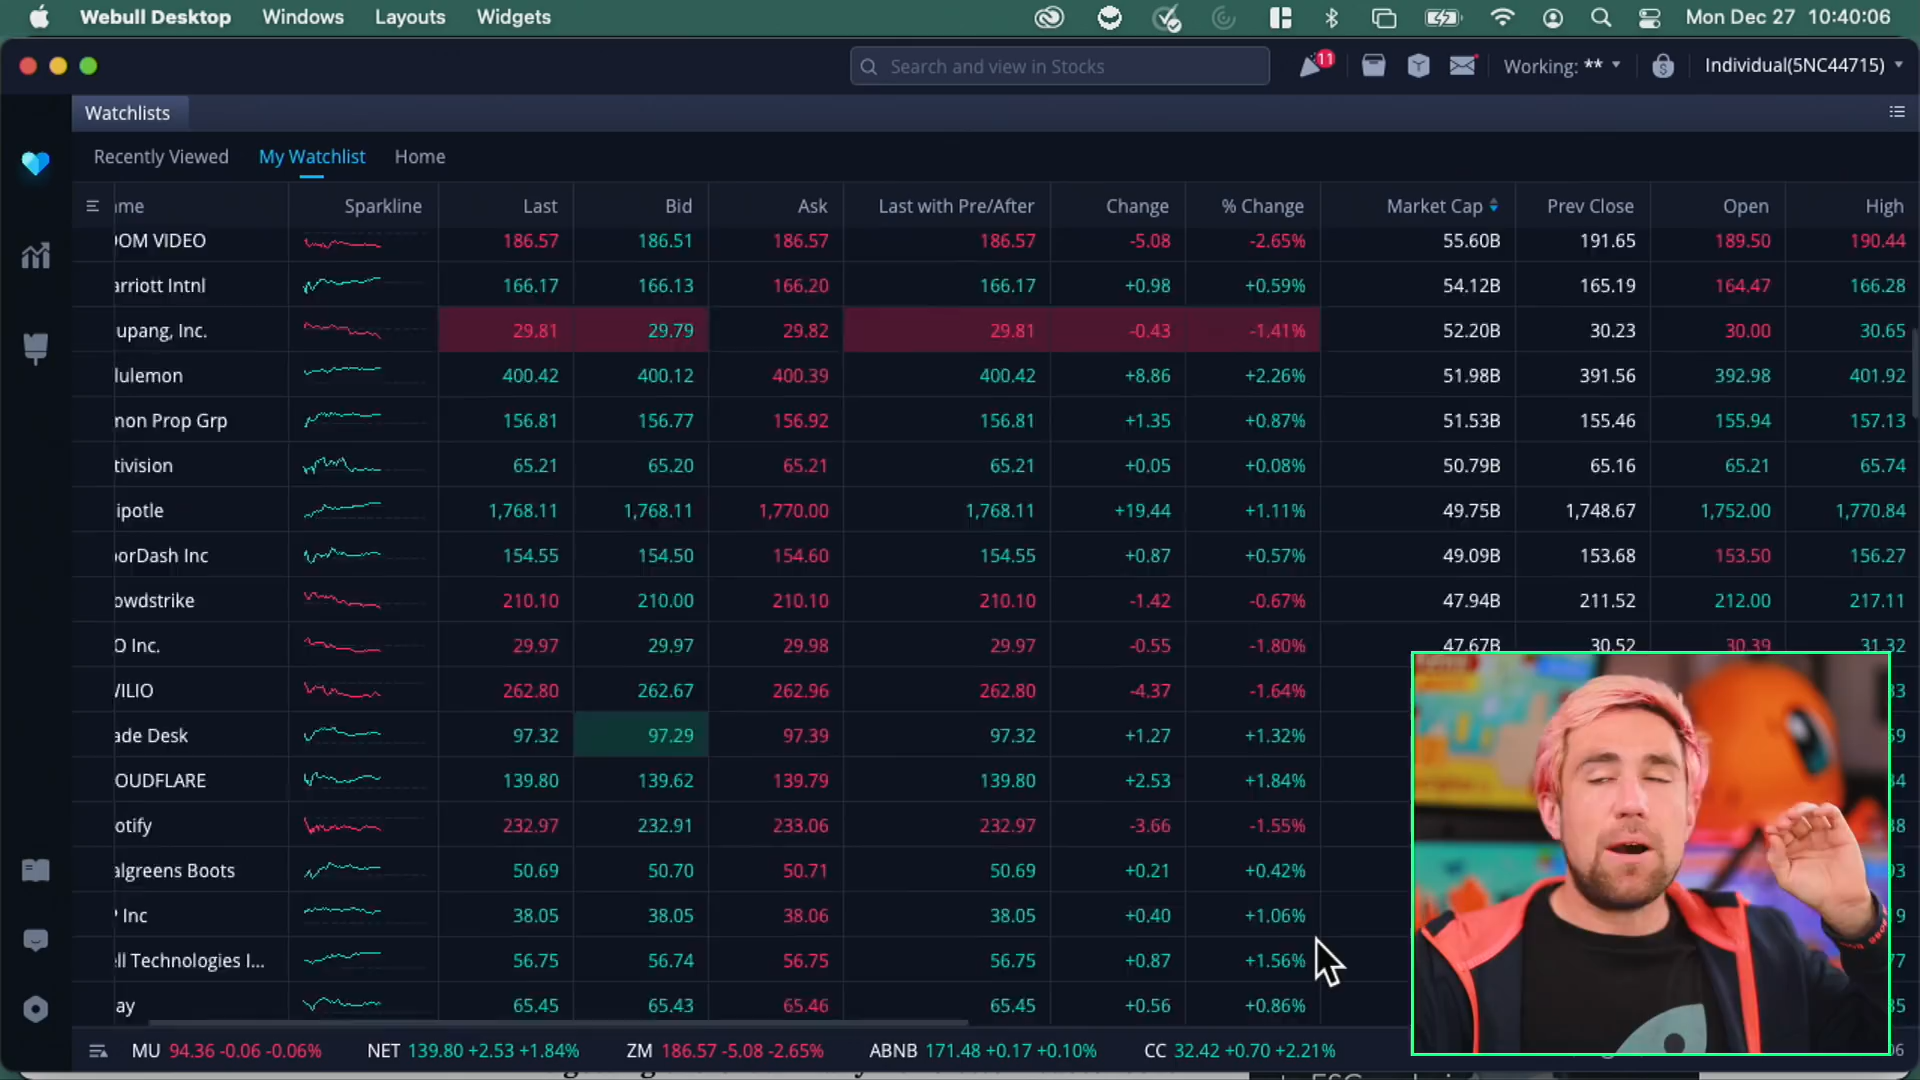 Webull Desktop Windows Layouts Widgets Mon Dec 27 10:40:06
Search and view in Stocks 11 Working: ** Individual(5NC44715)
Watchlists
Recently Viewed My Watchlist Home
me Sparkline Last Bid Ask Last with Pre/After Change % Change Market Cap Prev Close Open High
OOM VIDEO 186.57 186.51 186.57 186.57 -5.08 -2.65% 55.60B 191.65 189.50 190.44
arriott Intnl 166.17 166.13 166.20 166.17 +0.98 +0.59% 54.12B 165.19 164.47 166.28
upang, Inc. 29.81 29.79 29.82 29.81 -0.43 -1.41% 52.20B 30.23 30.00 30.65
lulemon 400.42 400.12 400.39 400.42 +8.86 +2.26% 51.98B 391.56 392.98 401.92
mon Prop Grp 156.81 156.77 156.92 156.81 +1.35 +0.87% 51.53B 155.46 155.94 157.13
tivision 65.21 65.20 65.21 65.21 +0.05 +0.08% 50.79B 65.16 65.21 65.74
ipotle 1,768.11 1,768.11 1,770.00 1,768.11 +19.44 +1.11% 49.75B 1,748.67 1,752.00 1,770.84
orDash Inc 154.55 154.50 154.60 154.55 +0.87 +0.57% 49.09B 153.68 153.50 156.27
owdstrike 210.10 210.00 210.10 210.10 -1.42 -0.67% 47.94B 211.52 212.00 217.11
O Inc. 29.97 29.97 29.98 29.97 -0.55 -1.80% 47.67B 30.52 30.39 31.32
VILIO 262.80 262.67 262.96 262.80 -4.37 -1.64%
ade Desk 97.32 97.29 97.39 97.32 +1.27 +1.32%
OUDFLARE 139.80 139.62 139.79 139.80 +2.53 +1.84%
otify 232.97 232.91 233.06 232.97 -3.66 -1.55%
algreens Boots 50.69 50.70 50.71 50.69 +0.21 +0.42%
P Inc 38.05 38.05 38.06 38.05 +0.40 +1.06%
ell Technologies I... 56.75 56.74 56.75 56.75 +0.87 +1.56%
ay 65.45 65.43 65.46 65.45 +0.56 +0.86%
MU 94.36 -0.06 -0.06% NET 139.80 +2.53 +1.84% ZM 186.57 -5.08 -2.65% ABNB 171.48 +0.17 +0.10% CC 32.42 +0.70 +2.21%